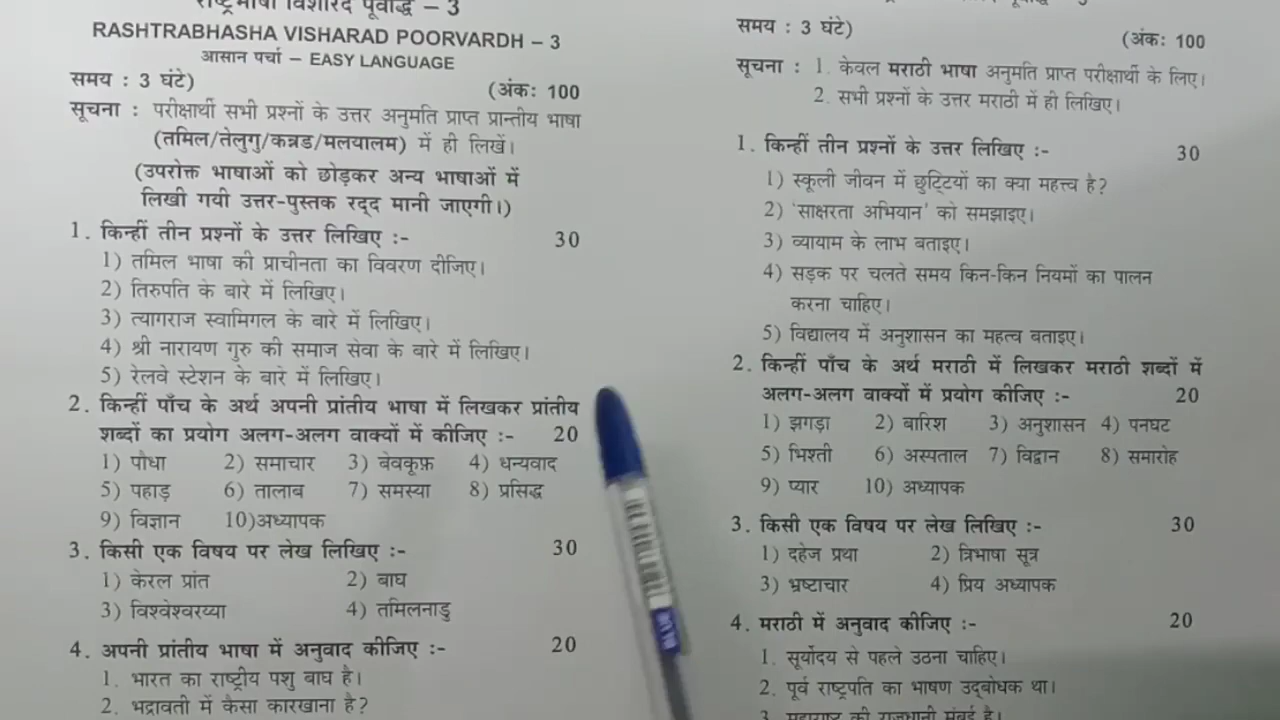 राष्ट्रभाषा विशारद पूर्वार्द्ध – 3
RASHTRABHASHA VISHARAD POORVARDH – 3
आसान पर्चा – EASY LANGUAGE
समय : 3 घंटे)
(अंक: 100
सूचना : परीक्षार्थी सभी प्रश्नों के उत्तर अनुमति प्राप्त प्रान्तीय भाषा
(तमिल/तेलुगु/कन्नड/मलयालम) में ही लिखें।
(उपरोक्त भाषाओं को छोड़कर अन्य भाषाओं में
लिखी गयी उत्तर-पुस्तक रद्द मानी जाएगी।)
1. किन्हीं तीन प्रश्नों के उत्तर लिखिए :- 30
1) तमिल भाषा की प्राचीनता का विवरण दीजिए।
2) तिरुपति के बारे में लिखिए।
3) त्यागराज स्वामिगल के बारे में लिखिए।
4) श्री नारायण गुरु की समाज सेवा के बारे में लिखिए।
5) रेलवे स्टेशन के बारे में लिखिए।
2. किन्हीं पाँच के अर्थ अपनी प्रांतीय भाषा में लिखकर प्रांतीय
शब्दों का प्रयोग अलग-अलग वाक्यों में कीजिए :- 20
1) पौधा 2) समाचार 3) बेवकूफ़ 4) धन्यवाद
5) पहाड़ 6) तालाब 7) समस्या 8) प्रसिद्ध
9) विज्ञान 10)अध्यापक
3. किसी एक विषय पर लेख लिखिए :- 30
1) केरल प्रांत 2) बाघ
3) विश्वेश्वरय्या 4) तमिलनाडु
4. अपनी प्रांतीय भाषा में अनुवाद कीजिए :- 20
1. भारत का राष्ट्रीय पशु बाघ है।
2. भद्रावती में कैसा कारखाना है?
समय : 3 घंटे)
(अंक: 100
सूचना : 1. केवल मराठी भाषा अनुमति प्राप्त परीक्षार्थी के लिए।
2. सभी प्रश्नों के उत्तर मराठी में ही लिखिए।
1. किन्हीं तीन प्रश्नों के उत्तर लिखिए :- 30
1) स्कूली जीवन में छुट्टियों का क्या महत्त्व है?
2) 'साक्षरता अभियान' को समझाइए।
3) व्यायाम के लाभ बताइए।
4) सड़क पर चलते समय किन-किन नियमों का पालन
करना चाहिए।
5) विद्यालय में अनुशासन का महत्व बताइए।
2. किन्हीं पाँच के अर्थ मराठी में लिखकर मराठी शब्दों में
अलग-अलग वाक्यों में प्रयोग कीजिए :- 20
1) झगड़ा 2) बारिश 3) अनुशासन 4) पनघट
5) भिश्ती 6) अस्पताल 7) विद्वान 8) समारोह
9) प्यार 10) अध्यापक
3. किसी एक विषय पर लेख लिखिए :- 30
1) दहेज प्रथा 2) त्रिभाषा सूत्र
3) भ्रष्टाचार 4) प्रिय अध्यापक
4. मराठी में अनुवाद कीजिए :- 20
1. सूर्योदय से पहले उठना चाहिए।
2. पूर्व राष्ट्रपति का भाषण उद्बोधक था।
3. महाराष्ट्र की राजधानी मुंबई है।